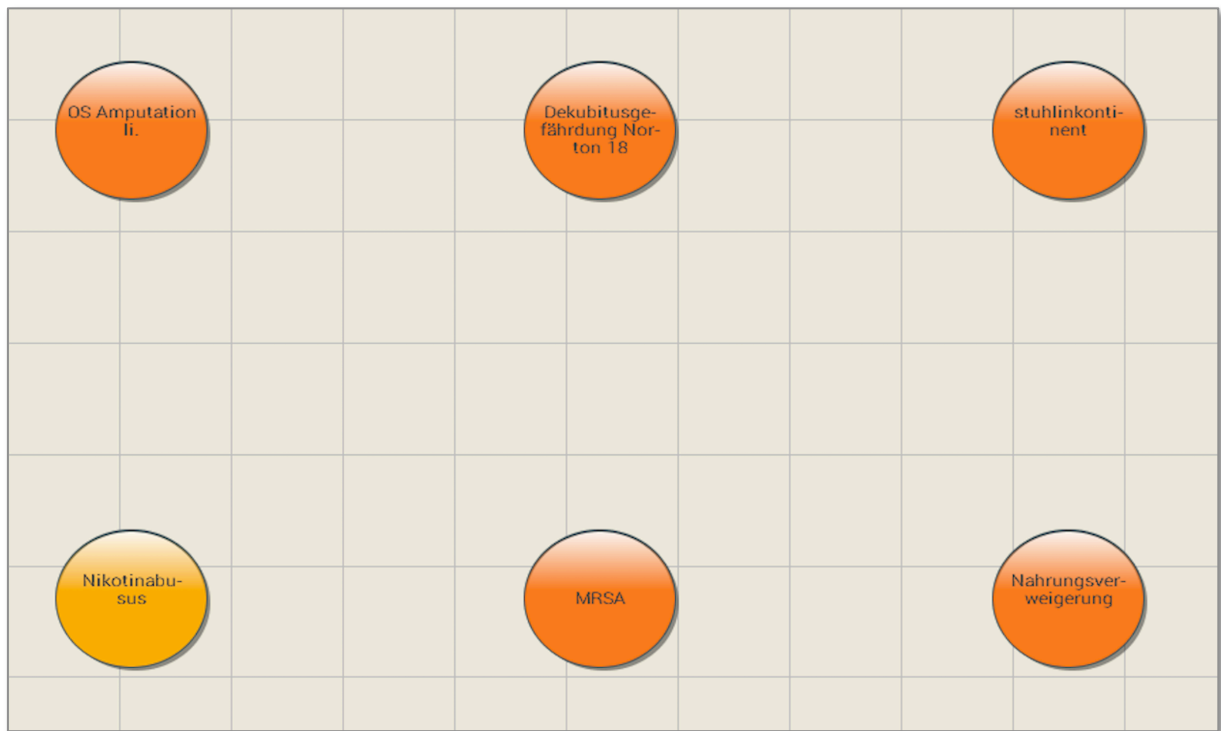 OS Amputation
li.
Dekubitusge-
fährdung Nor-
ton 18
stuhlinkonti-
nent
Nikotinabu-
sus
MRSA
Nahrungsver-
weigerung